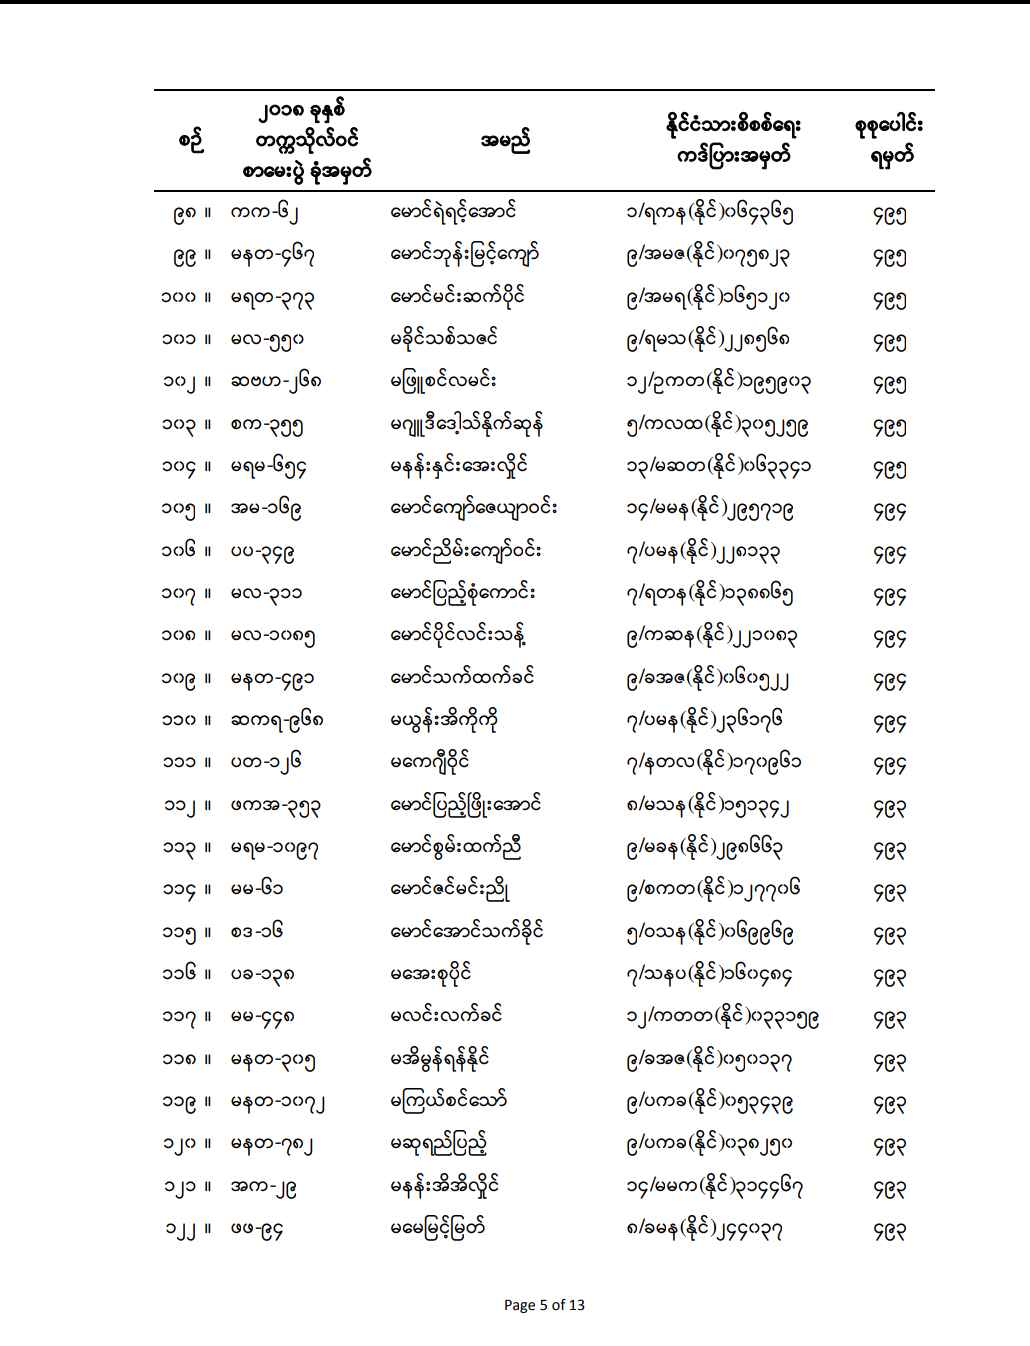 စဉ် ၂၀၁၈ ခုနှစ် တက္ကသိုလ်ဝင် စာမေးပွဲ ခုံအမှတ် အမည် နိုင်ငံသားစိစစ်ရေး ကဒ်ပြားအမှတ် စုစုပေါင်း ရမှတ်
၉၈ ။ ကက-၆၂ မောင်ရဲရင့်အောင် ၁/ရကန(နိုင်)၀၆၄၃၆၅ ၄၉၅
၉၉ ။ မနတ-၄၆၇ မောင်ဘုန်းမြင့်ကျော် ၉/အမဇ(နိုင်)၀၇၅၈၂၃ ၄၉၅
၁၀၀ ။ မရတ-၃၇၃ မောင်မင်းဆက်ပိုင် ၉/အမရ(နိုင်)၁၆၅၁၂၀ ၄၉၅
၁၀၁ ။ မလ-၅၅၀ မခိုင်သစ်သဇင် ၉/ရမသ(နိုင်)၂၂၈၅၆၈ ၄၉၅
၁၀၂ ။ ဆဗဟ-၂၆၈ မဖြူစင်လမင်း ၁၂/ဥကတ(နိုင်)၁၉၅၉၀၃ ၄၉၅
၁၀၃ ။ စက-၃၅၅ မဂျူဒီဒေါ့သ်နိုက်ဆုန် ၅/ကလထ(နိုင်)၃၀၅၂၅၉ ၄၉၅
၁၀၄ ။ မရမ-၆၅၄ မနန်းနှင်းအေးလှိုင် ၁၃/မဆတ(နိုင်)၀၆၃၃၄၁ ၄၉၅
၁၀၅ ။ အမ-၁၆၉ မောင်ကျော်ဇေယျာဝင်း ၁၄/မမန(နိုင်)၂၉၅၇၁၉ ၄၉၄
၁၀၆ ။ ပပ-၃၄၉ မောင်ညိမ်းကျော်ဝင်း ၇/ပမန(နိုင်)၂၂၈၁၃၃ ၄၉၄
၁၀၇ ။ မလ-၃၁၁ မောင်ပြည့်စုံကောင်း ၇/ရတန(နိုင်)၁၃၈၈၆၅ ၄၉၄
၁၀၈ ။ မလ-၁၀၈၅ မောင်ပိုင်လင်းသန့် ၉/ကဆန(နိုင်)၂၂၁၀၈၃ ၄၉၄
၁၀၉ ။ မနတ-၄၉၁ မောင်သက်ထက်ခင် ၉/ခအဇ(နိုင်)၀၆၀၅၂၂ ၄၉၄
၁၁၀ ။ ဆကရ-၉၆၈ မယွန်းအိကိုကို ၇/ပမန(နိုင်)၂၃၆၁၇၆ ၄၉၄
၁၁၁ ။ ပတ-၁၂၆ မကေဂျီဝိုင် ၇/နတလ(နိုင်)၁၇၀၉၆၁ ၄၉၄
၁၁၂ ။ ဖကအ-၃၅၃ မောင်ပြည့်ဖြိုးအောင် ၈/မသန(နိုင်)၁၅၁၃၄၂ ၄၉၃
၁၁၃ ။ မရမ-၁၀၉၇ မောင်စွမ်းထက်ညီ ၉/မခန(နိုင်)၂၉၈၆၆၃ ၄၉၃
၁၁၄ ။ မမ-၆၁ မောင်ဇင်မင်းညို ၉/စကတ(နိုင်)၁၂၇၇၀၆ ၄၉၃
၁၁၅ ။ စဒ-၁၆ မောင်အောင်သက်ခိုင် ၅/ဝသန(နိုင်)၀၆၉၉၆၉ ၄၉၃
၁၁၆ ။ ပခ-၁၃၈ မအေးစုပိုင် ၇/သနပ(နိုင်)၁၆၀၄၈၄ ၄၉၃
၁၁၇ ။ မမ-၄၄၈ မလင်းလက်ခင် ၁၂/ကတတ(နိုင်)၀၃၃၁၅၉ ၄၉၃
၁၁၈ ။ မနတ-၃၀၅ မအိမွန်ရန်နိုင် ၉/ခအဇ(နိုင်)၀၅၀၁၃၇ ၄၉၃
၁၁၉ ။ မနတ-၁၀၇၂ မကြယ်စင်သော် ၉/ပကခ(နိုင်)၀၅၃၄၃၉ ၄၉၃
၁၂၀ ။ မနတ-၇၈၂ မဆုရည်ပြည့် ၉/ပကခ(နိုင်)၀၃၈၂၅၀ ၄၉၃
၁၂၁ ။ အက-၂၉ မနန်းအိအိလှိုင် ၁၄/မမက(နိုင်)၃၁၄၄၆၇ ၄၉၃
၁၂၂ ။ ဖဖ-၉၄ မမေမြင့်မြတ် ၈/ခမန(နိုင်)၂၄၄၀၃၇ ၄၉၃
Page 5 of 13